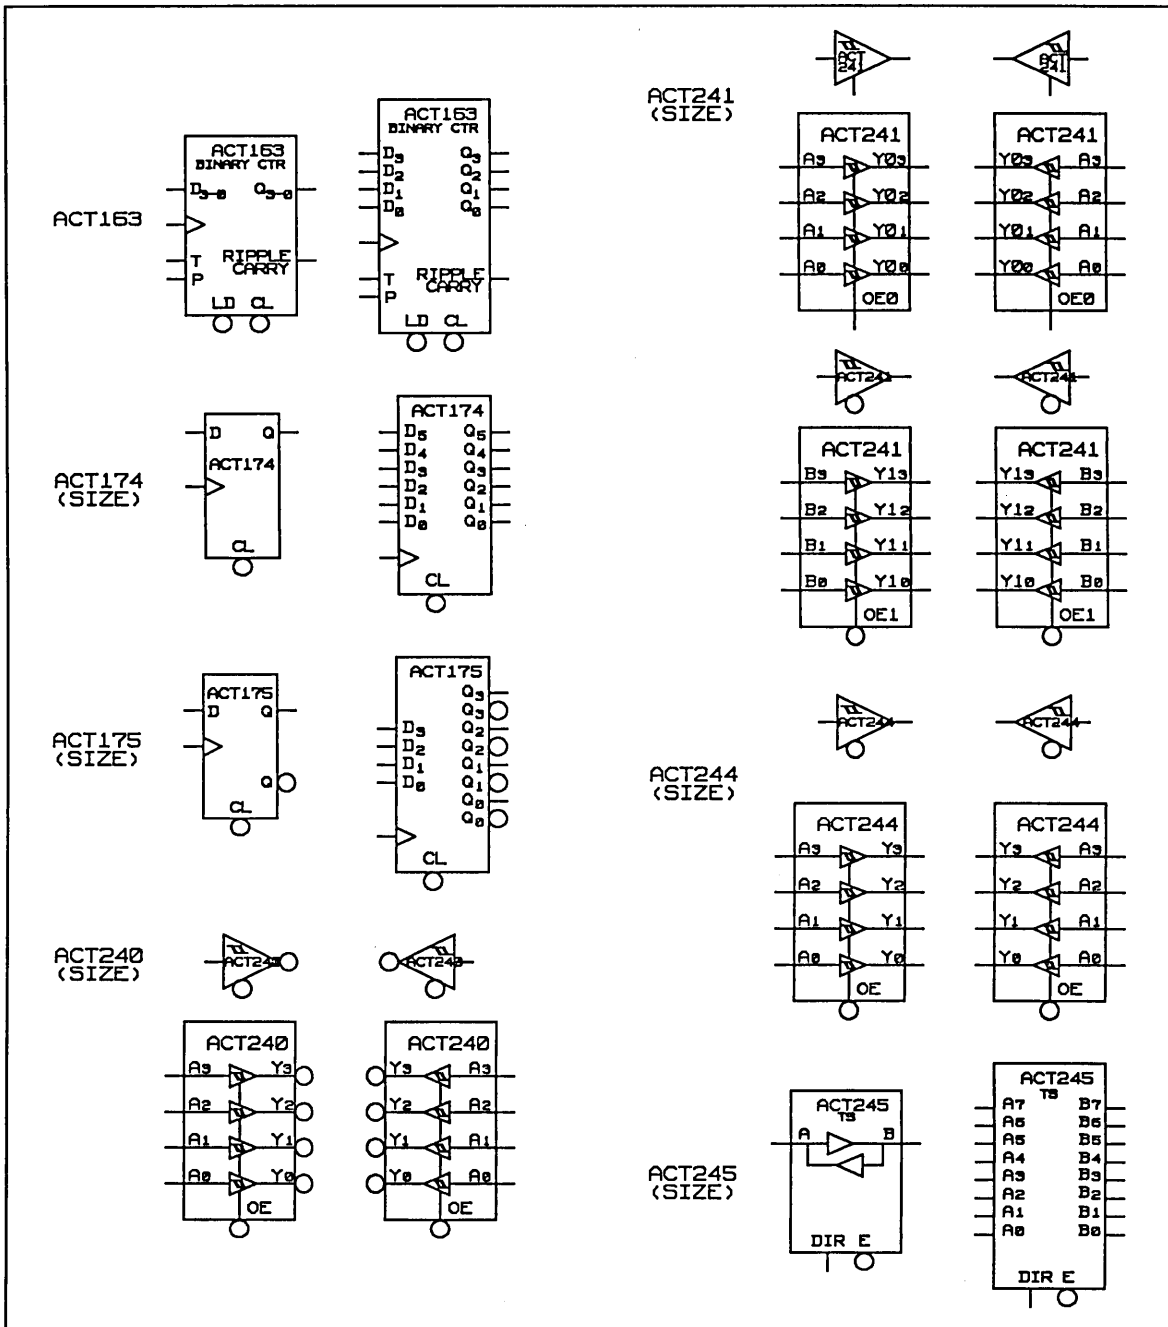 ACT163
ACT163
BINARY CTR
D3-0 Q3-0
T RIPPLE
CARRY
P
LD CL
ACT163
BINARY CTR
D3 Q3
D2 Q2
D1 Q1
D0 Q0
T RIPPLE
CARRY
P
LD CL
ACT174
(SIZE)
D Q
ACT174
CL
ACT174
D5 Q5
D4 Q4
D3 Q3
D2 Q2
D1 Q1
D0 Q0
CL
ACT175
(SIZE)
ACT175
D Q
Q
CL
ACT175
Q3
Q3
D3 Q2
D2 Q2
D1 Q1
D0 Q1
Q0
Q0
CL
ACT240
(SIZE)
ACT240
ACT240
ACT240
A3 Y3
A2 Y2
A1 Y1
A0 Y0
OE
ACT240
Y3 A3
Y2 A2
Y1 A1
Y0 A0
OE
ACT241
(SIZE)
ACT
241
ACT
241
ACT241
A3 Y03
A2 Y02
A1 Y01
A0 Y00
OE0
ACT241
Y03 A3
Y02 A2
Y01 A1
Y00 A0
OE0
ACT241
ACT241
ACT241
B3 Y13
B2 Y12
B1 Y11
B0 Y10
OE1
ACT241
Y13 B3
Y12 B2
Y11 B1
Y10 B0
OE1
ACT244
(SIZE)
ACT244
ACT244
ACT244
A3 Y3
A2 Y2
A1 Y1
A0 Y0
OE
ACT244
Y3 A3
Y2 A2
Y1 A1
Y0 A0
OE
ACT245
(SIZE)
ACT245
TS
A B
DIR E
ACT245
TS
A7 B7
A6 B6
A5 B5
A4 B4
A3 B3
A2 B2
A1 B1
A0 B0
DIR E